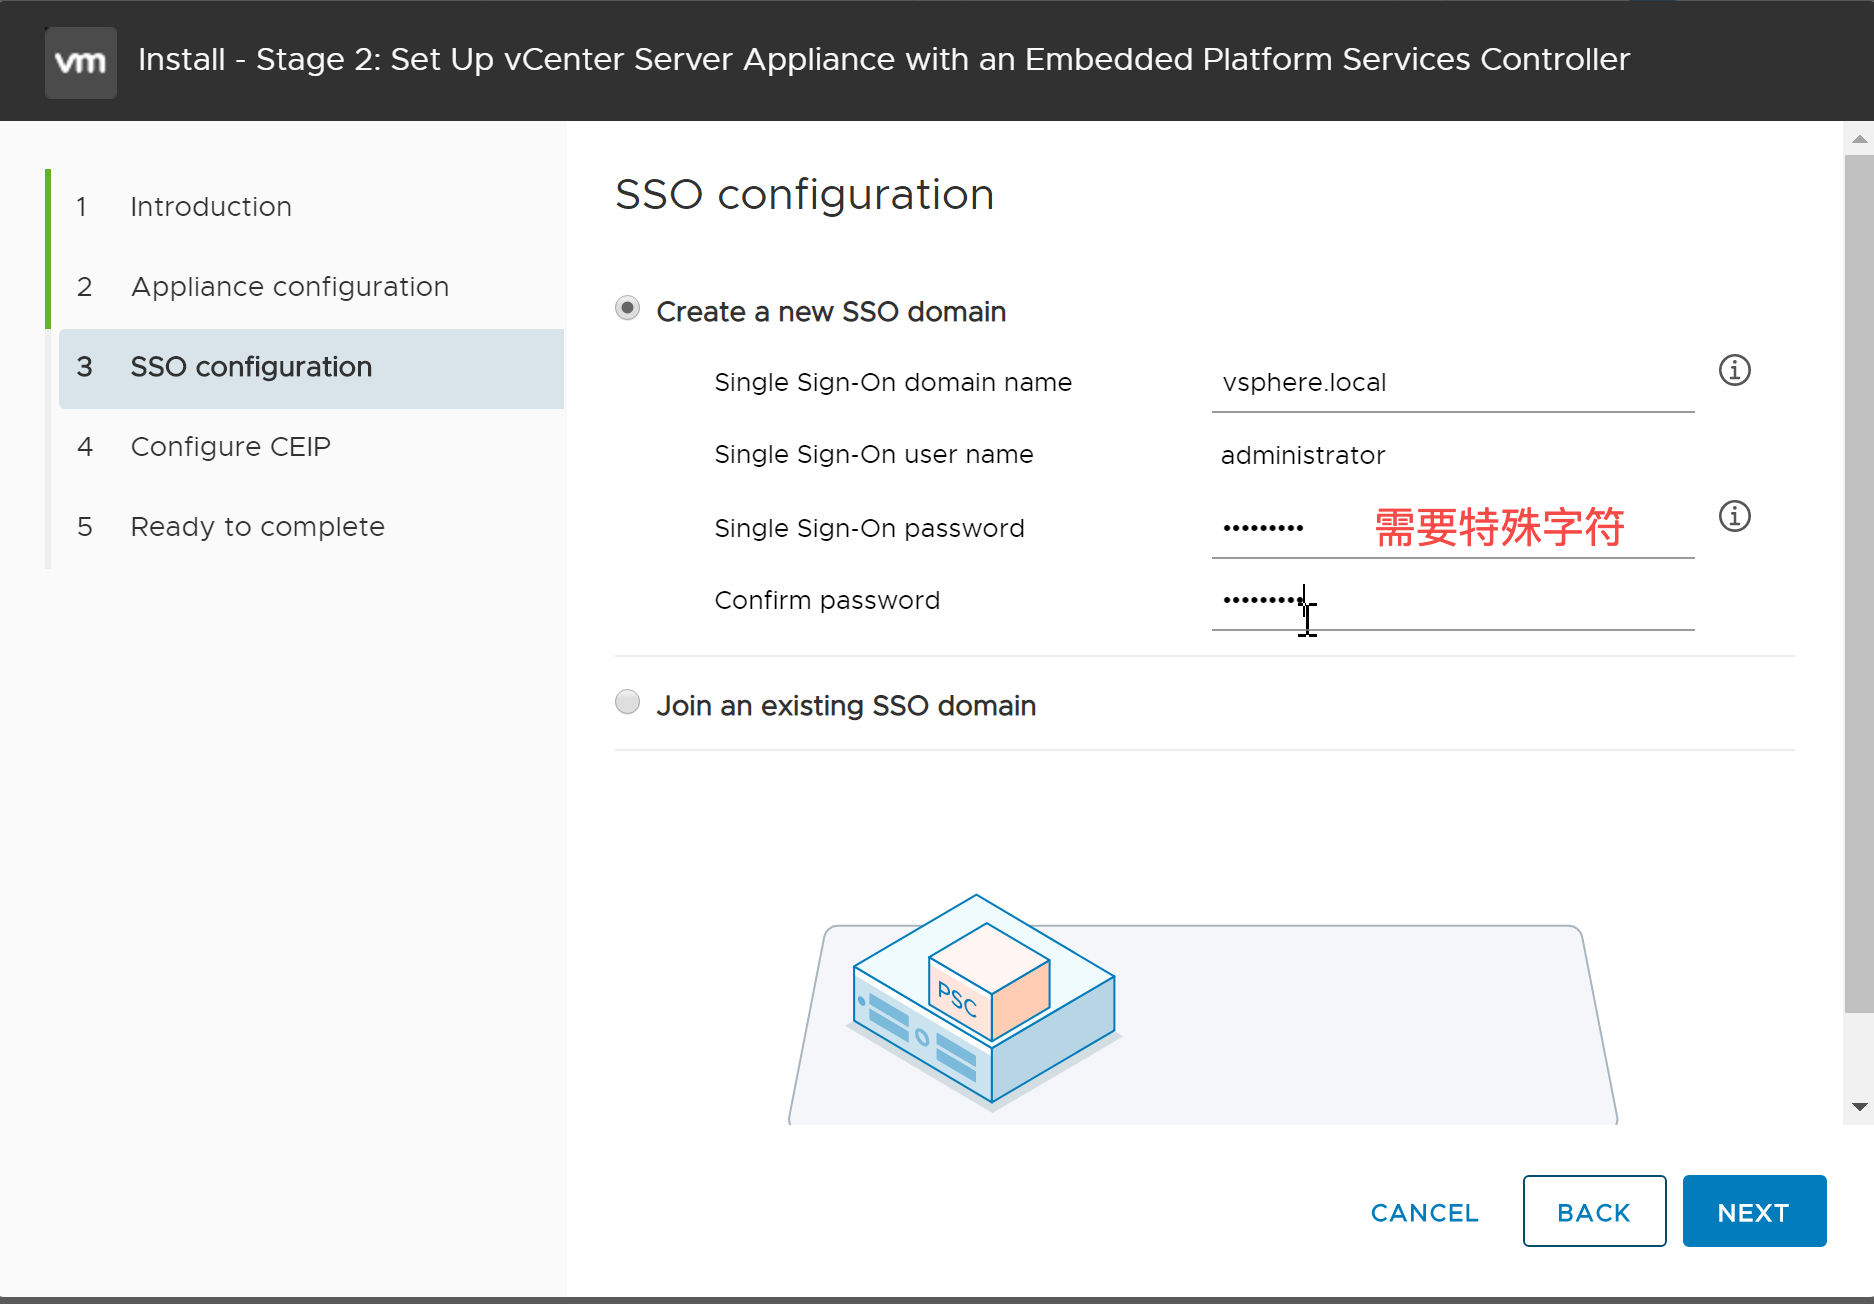 vm Install - Stage 2: Set Up vCenter Server Appliance with an Embedded Platform Services Controller
1 Introduction
2 Appliance configuration
3 SSO configuration
4 Configure CEIP
5 Ready to complete
SSO configuration
Create a new SSO domain
Single Sign-On domain name vsphere.local
Single Sign-On user name administrator
Single Sign-On password ••••••••• 需要特殊字符
Confirm password •••••••••
Join an existing SSO domain
PSC
CANCEL BACK NEXT